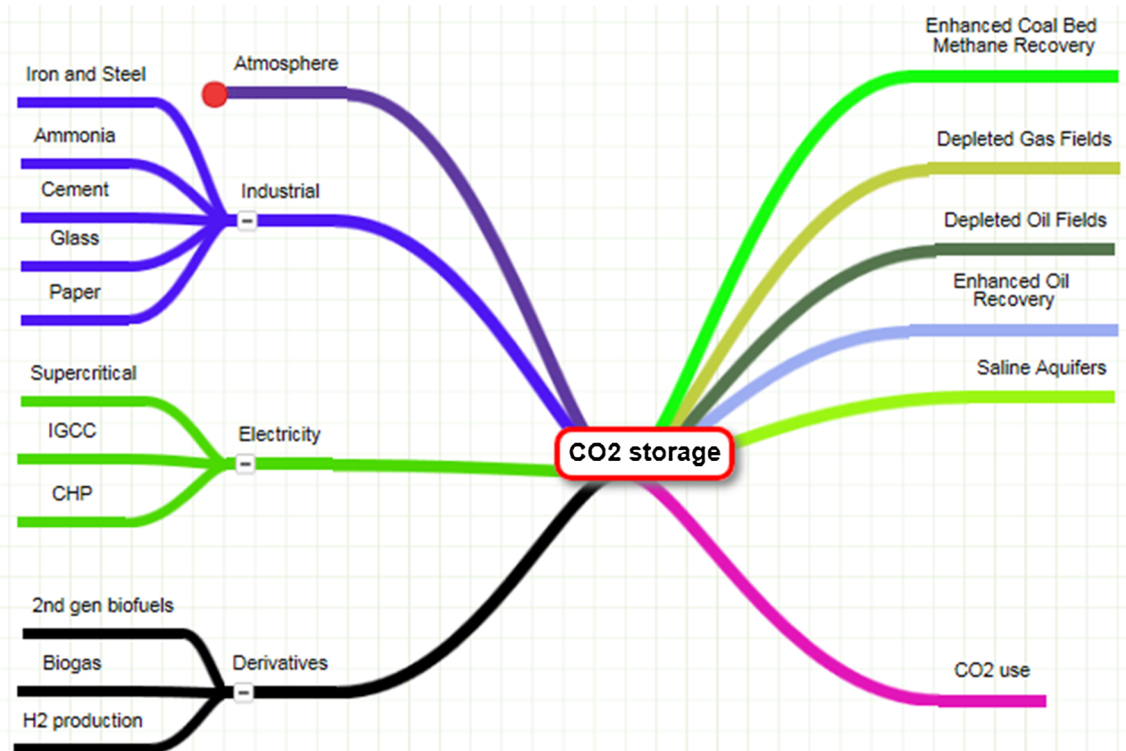 Atmosphere
Iron and Steel
Ammonia
Cement
Glass
Paper
Industrial
Supercritical
IGCC
CHP
Electricity
2nd gen biofuels
Biogas
H2 production
Derivatives
CO2 storage
Enhanced Coal Bed
Methane Recovery
Depleted Gas Fields
Depleted Oil Fields
Enhanced Oil
Recovery
Saline Aquifers
CO2 use